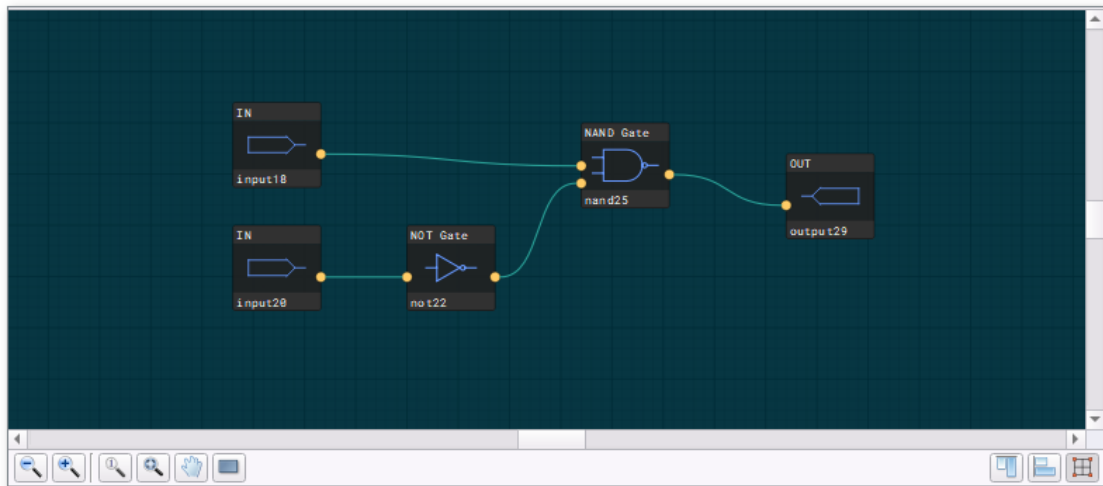 IN
input18
NAND Gate
nand25
OUT
output29
IN
input20
NOT Gate
not22